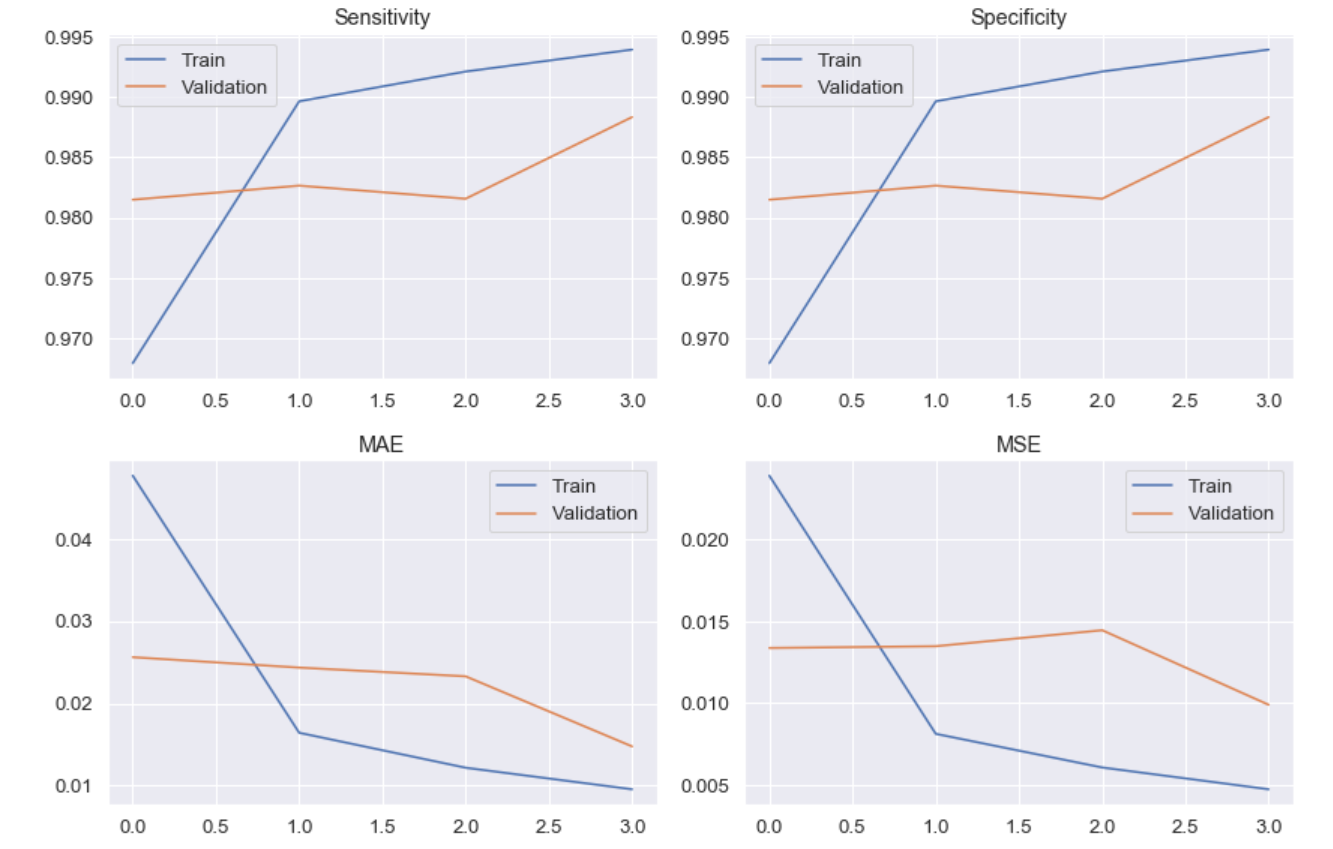 Sensitivity
0.995
0.990
0.985
0.980
0.975
0.970
Train
Validation
0.0 0.5 1.0 1.5 2.0 2.5 3.0
Specificity
0.995
0.990
0.985
0.980
0.975
0.970
Train
Validation
0.0 0.5 1.0 1.5 2.0 2.5 3.0
MAE
0.04
0.03
0.02
0.01
Train
Validation
0.0 0.5 1.0 1.5 2.0 2.5 3.0
MSE
0.020
0.015
0.010
0.005
Train
Validation
0.0 0.5 1.0 1.5 2.0 2.5 3.0